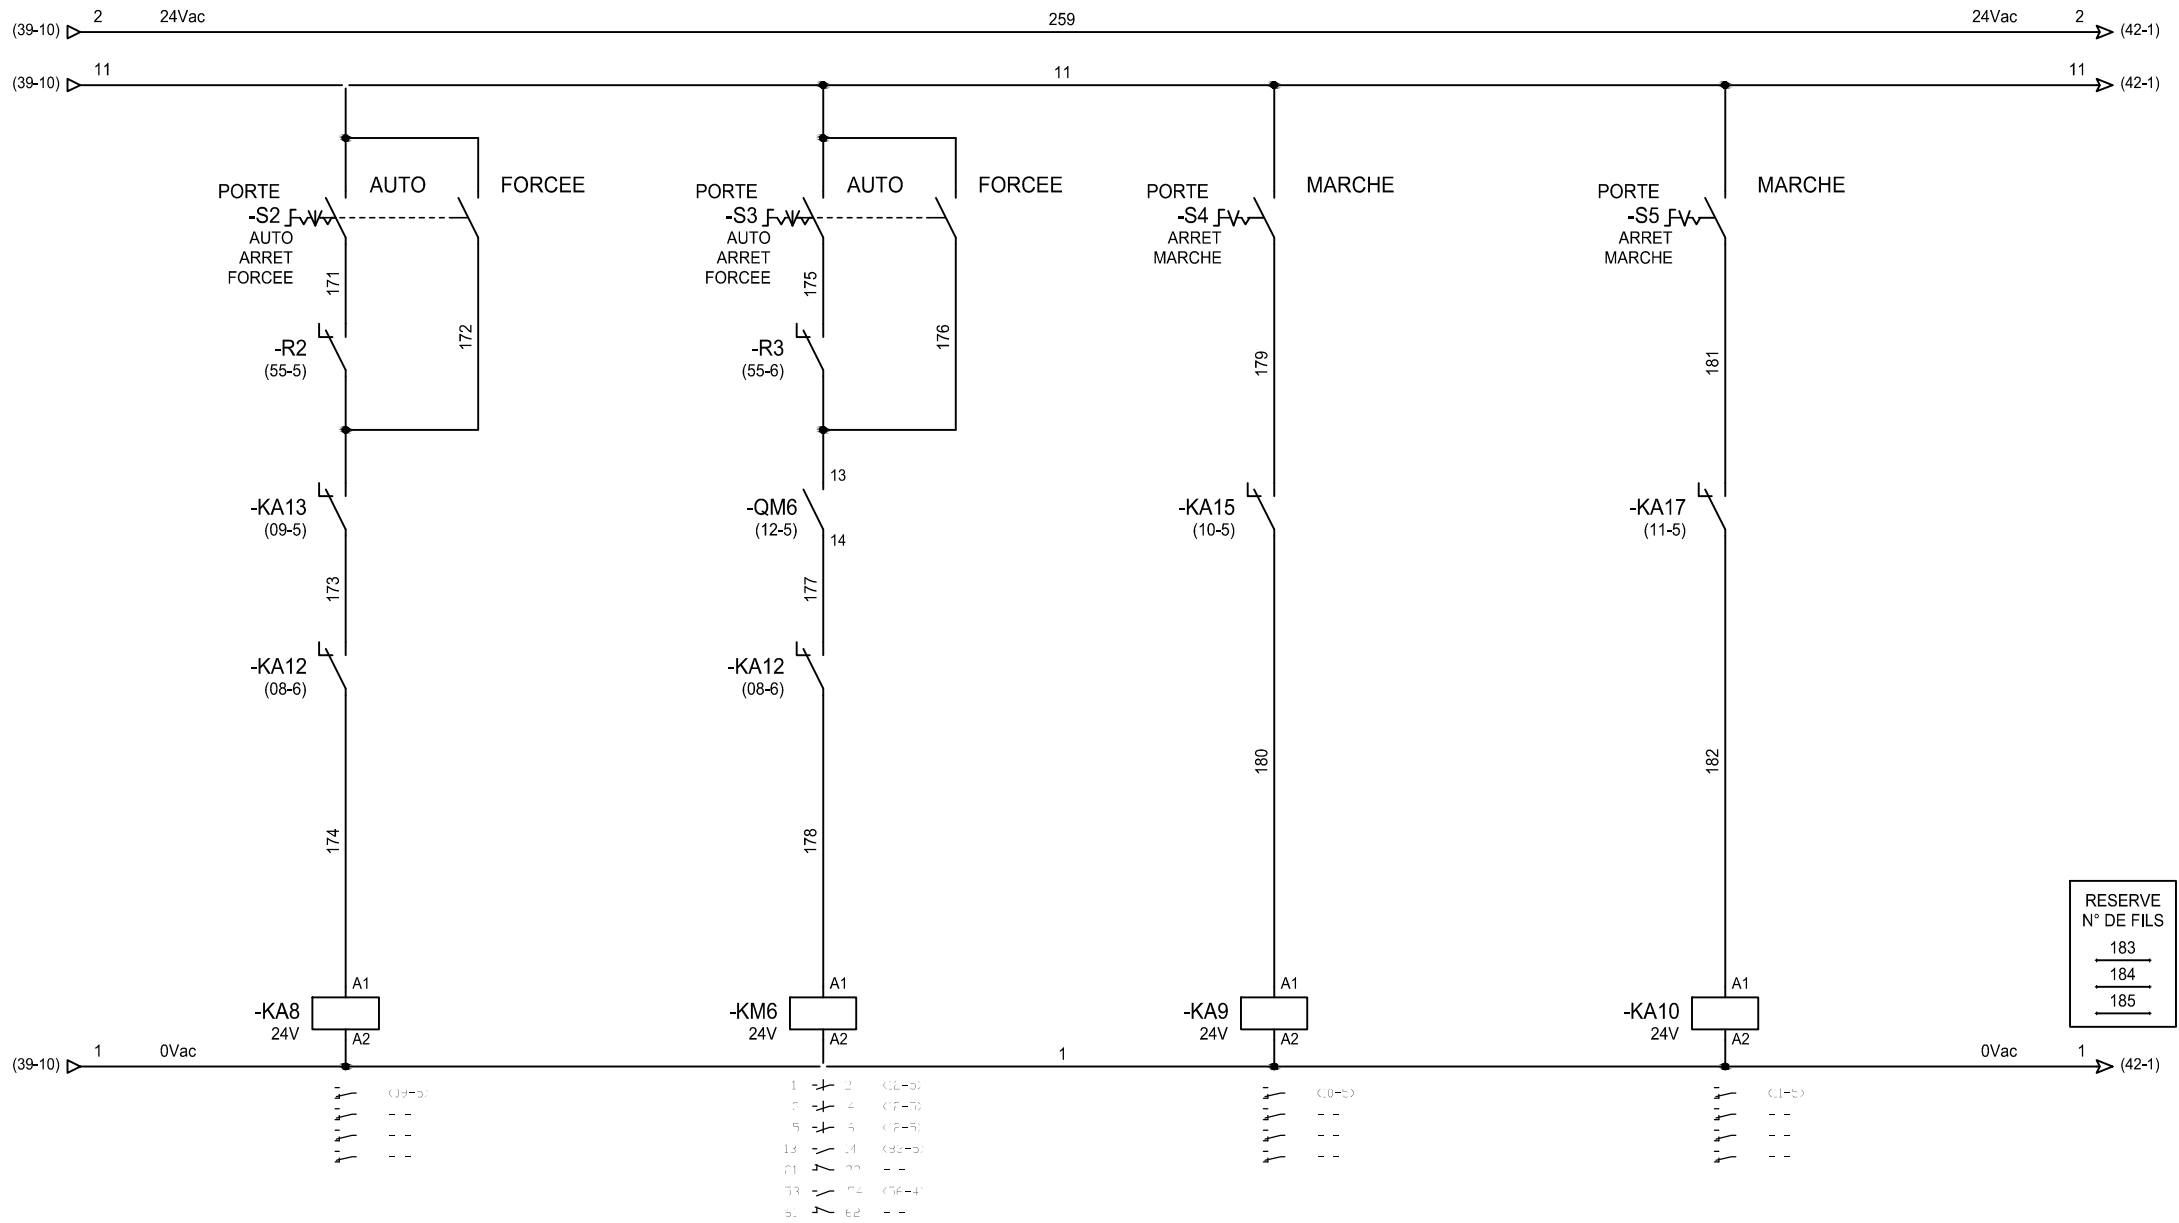 2 24Vac 259 24Vac 2
(39-10) (42-1)
11 11 11
(39-10) (42-1)
PORTE AUTO FORCEE
-S2
AUTO
ARRET
FORCEE
171
172
-R2
(55-5)
-KA13
(09-5)
173
-KA12
(08-6)
174
A1
-KA8
24V
A2
PORTE AUTO FORCEE
-S3
AUTO
ARRET
FORCEE
175
176
-R3
(55-6)
13
-QM6
(12-5)
14
177
-KA12
(08-6)
178
A1
-KM6
24V
A2
PORTE MARCHE
-S4
ARRET
MARCHE
179
-KA15
(10-5)
180
A1
-KA9
24V
A2
PORTE MARCHE
-S5
ARRET
MARCHE
181
-KA17
(11-5)
182
A1
-KA10
24V
A2
RESERVE
N° DE FILS
183
184
185
1 0Vac 1 0Vac 1
(39-10) (42-1)